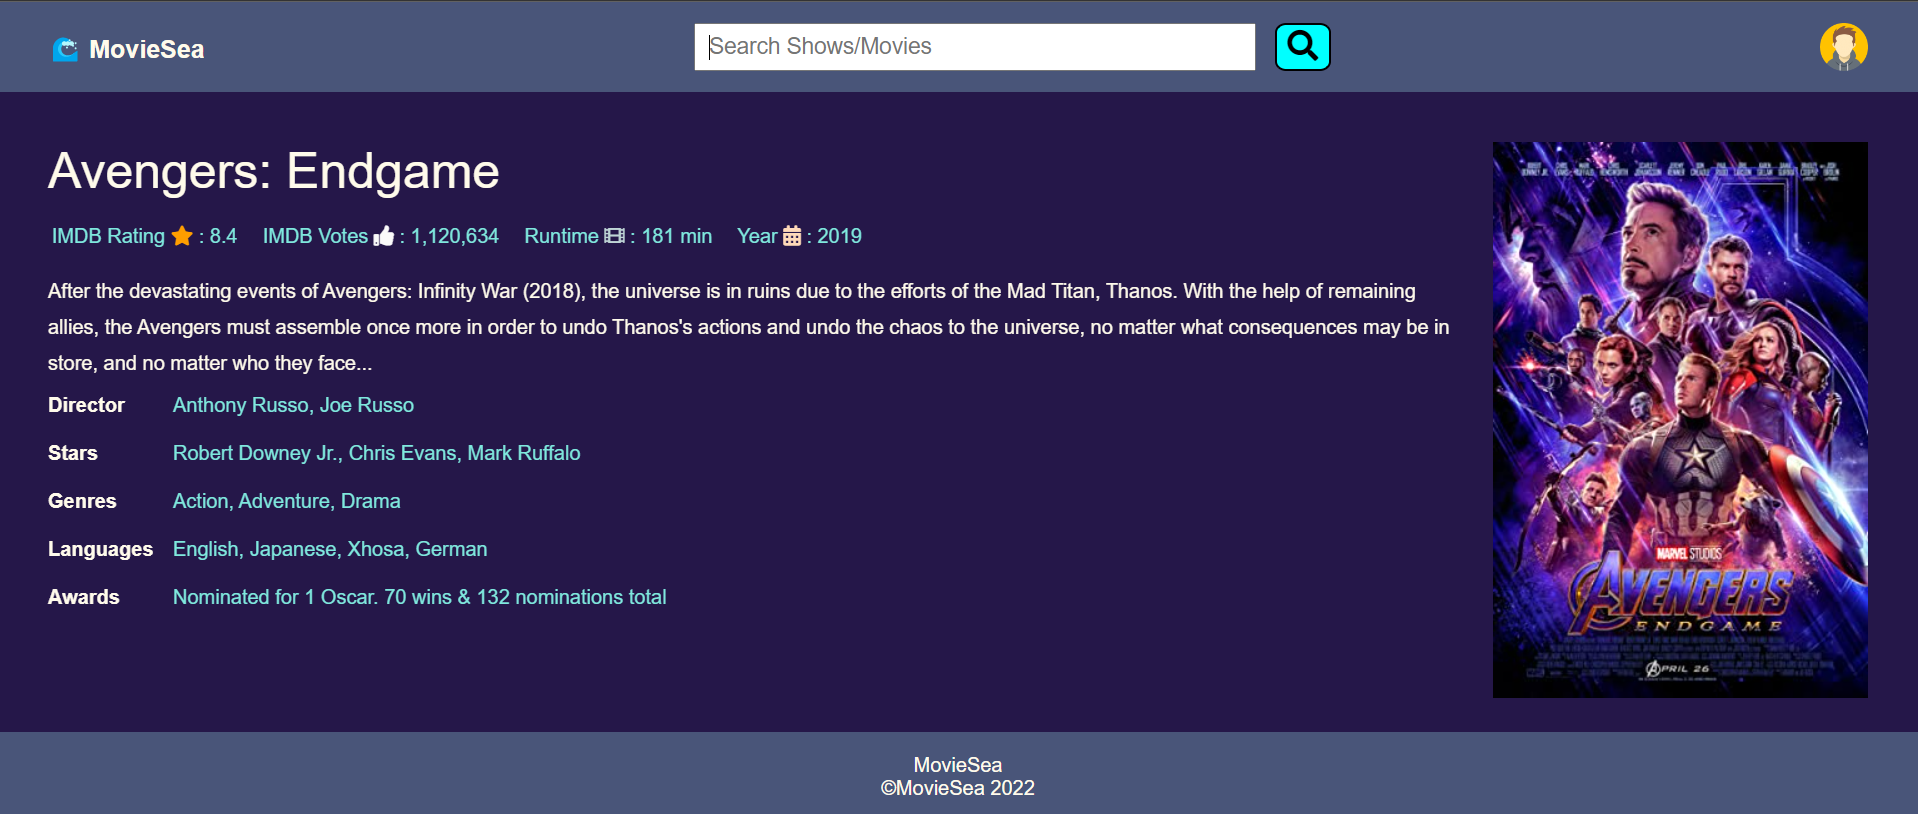 MovieSea
Search Shows/Movies
Avengers: Endgame
IMDB Rating : 8.4 IMDB Votes : 1,120,634 Runtime : 181 min Year : 2019
After the devastating events of Avengers: Infinity War (2018), the universe is in ruins due to the efforts of the Mad Titan, Thanos. With the help of remaining
allies, the Avengers must assemble once more in order to undo Thanos's actions and undo the chaos to the universe, no matter what consequences may be in
store, and no matter who they face...
Director Anthony Russo, Joe Russo
Stars Robert Downey Jr., Chris Evans, Mark Ruffalo
Genres Action, Adventure, Drama
Languages English, Japanese, Xhosa, German
Awards Nominated for 1 Oscar. 70 wins & 132 nominations total
MARVEL STUDIOS
AVENGERS
ENDGAME
APRIL 26
MovieSea
©MovieSea 2022